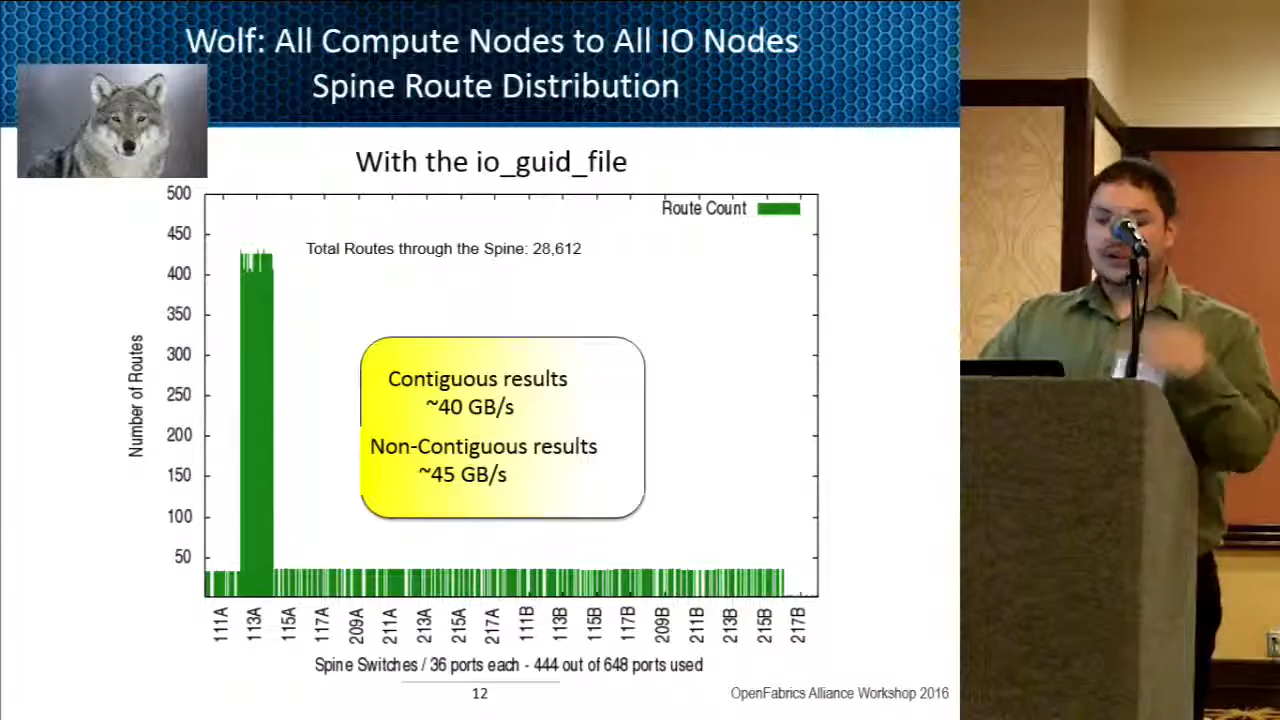 Wolf: All Compute Nodes to All IO Nodes
Spine Route Distribution
With the io_guid_file
500
450
400
350
300
250
200
150
100
50
Number of Routes
Route Count
Total Routes through the Spine: 28,612
Contiguous results
~40 GB/s
Non-Contiguous results
~45 GB/s
111A
113A
115A
117A
209A
211A
213A
215A
217A
111B
113B
115B
117B
209B
211B
213B
215B
217B
Spine Switches / 36 ports each - 444 out of 648 ports used
12
OpenFabrics Alliance Workshop 2016